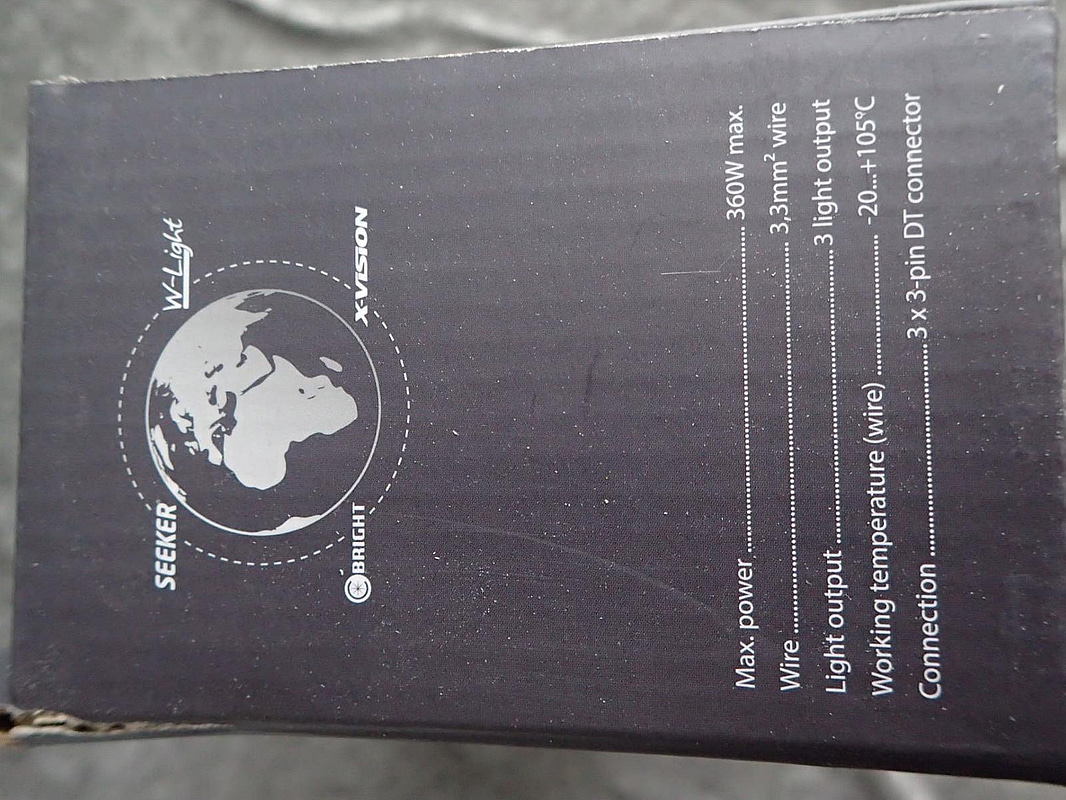 SEEKER W-Light
BRIGHT X-VISION
Max. power ........ 360W max.
Wire ........ 3,3mm² wire
Light output ........ 3 light output
Working temperature (wire) ........ -20...+105°C
Connection ........ 3 x 3-pin DT connector